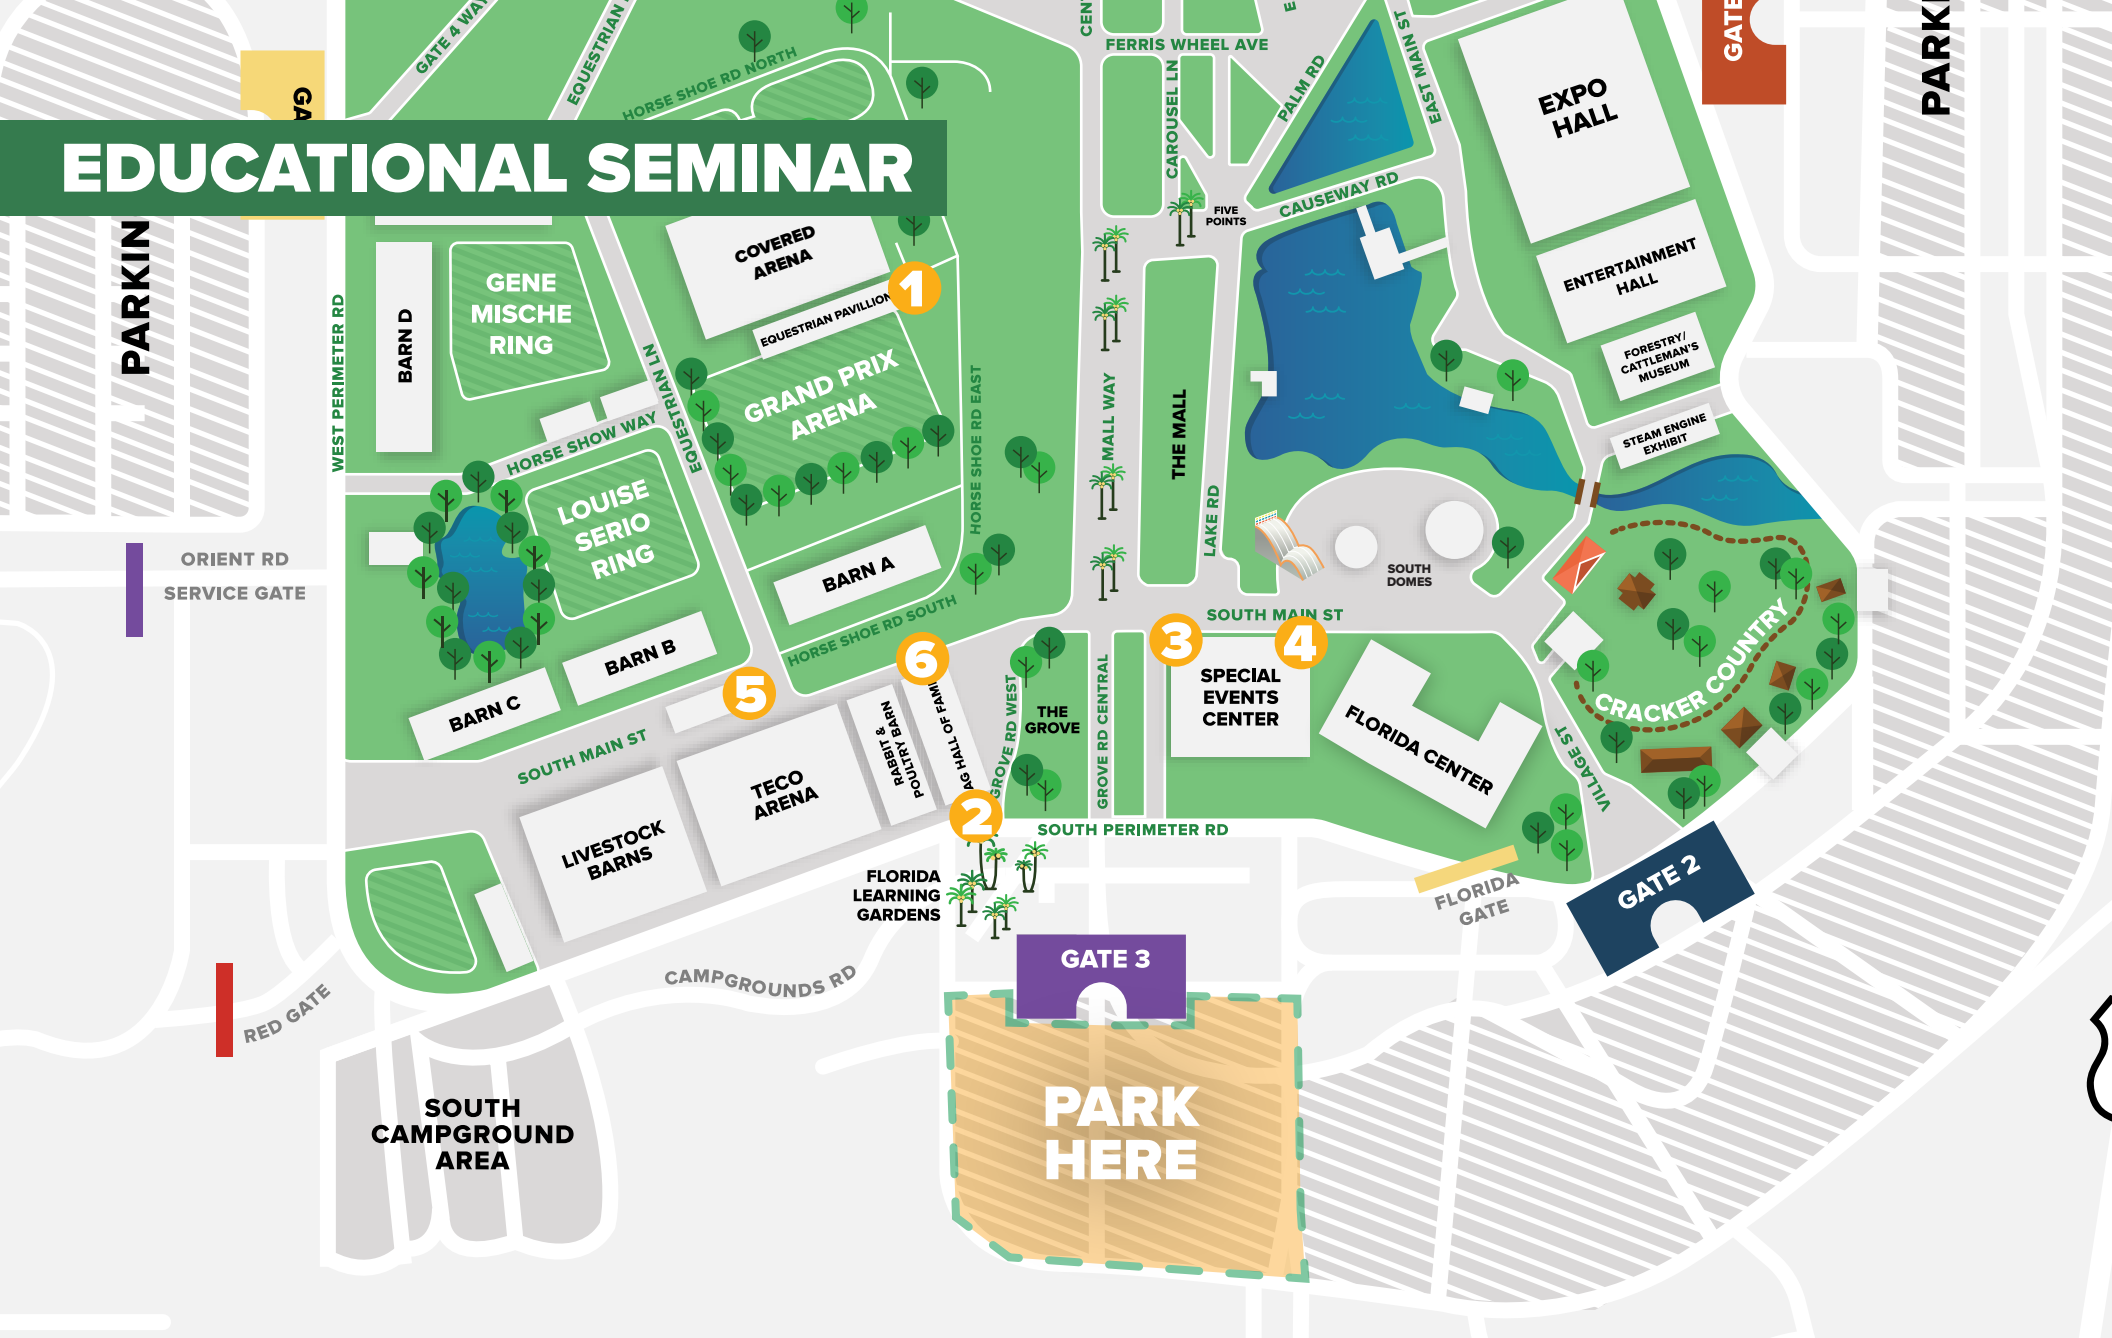 GATE 4 WAY
EQUESTRIAN
HORSE SHOE RD NORTH
CEN
FERRIS WHEEL AVE
CAROUSEL LN
PALM RD
EAST MAIN ST
EXPO
HALL
GATE
PARK
GA
EDUCATIONAL SEMINAR
PARKIN
WEST PERIMETER RD
BARN D
GENE
MISCHE
RING
COVERED
ARENA
EQUESTRIAN PAVILLION
1
GRAND PRIX
ARENA
EQUESTRIAN LN
HORSE SHOW WAY
HORSE SHOE RD EAST
MALL WAY
THE MALL
LAKE RD
FIVE
POINTS
CAUSEWAY RD
ENTERTAINMENT
HALL
FORESTRY/
CATTLEMAN'S
MUSEUM
STEAM ENGINE
EXHIBIT
LOUISE
SERIO
RING
ORIENT RD
SERVICE GATE
BARN A
HORSE SHOE RD SOUTH
BARN B
BARN C
SOUTH
DOMES
SOUTH MAIN ST
3
4
6
5
2
SPECIAL
EVENTS
CENTER
FLORIDA CENTER
CRACKER COUNTRY
VILLAGE ST
THE
GROVE
GROVE RD WEST
GROVE RD CENTRAL
AG HALL OF FAM
RABBIT &
POULTRY BARN
TECO
ARENA
LIVESTOCK
BARNS
SOUTH MAIN ST
SOUTH PERIMETER RD
FLORIDA
LEARNING
GARDENS
FLORIDA
GATE
GATE 2
GATE 3
CAMPGROUNDS RD
RED GATE
SOUTH
CAMPGROUND
AREA
PARK
HERE